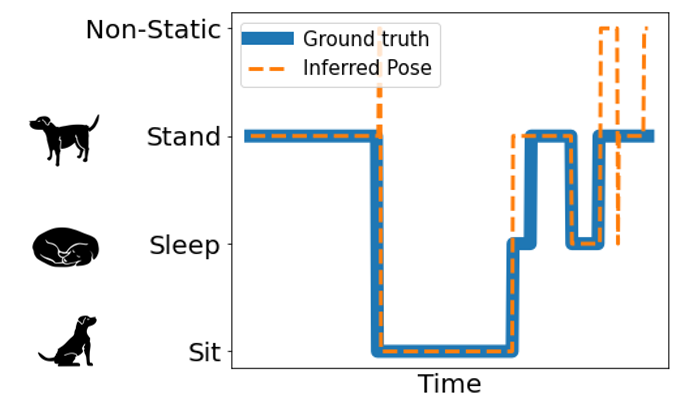 Non-Static
Ground truth
Inferred Pose
Stand
Sleep
Sit
Time